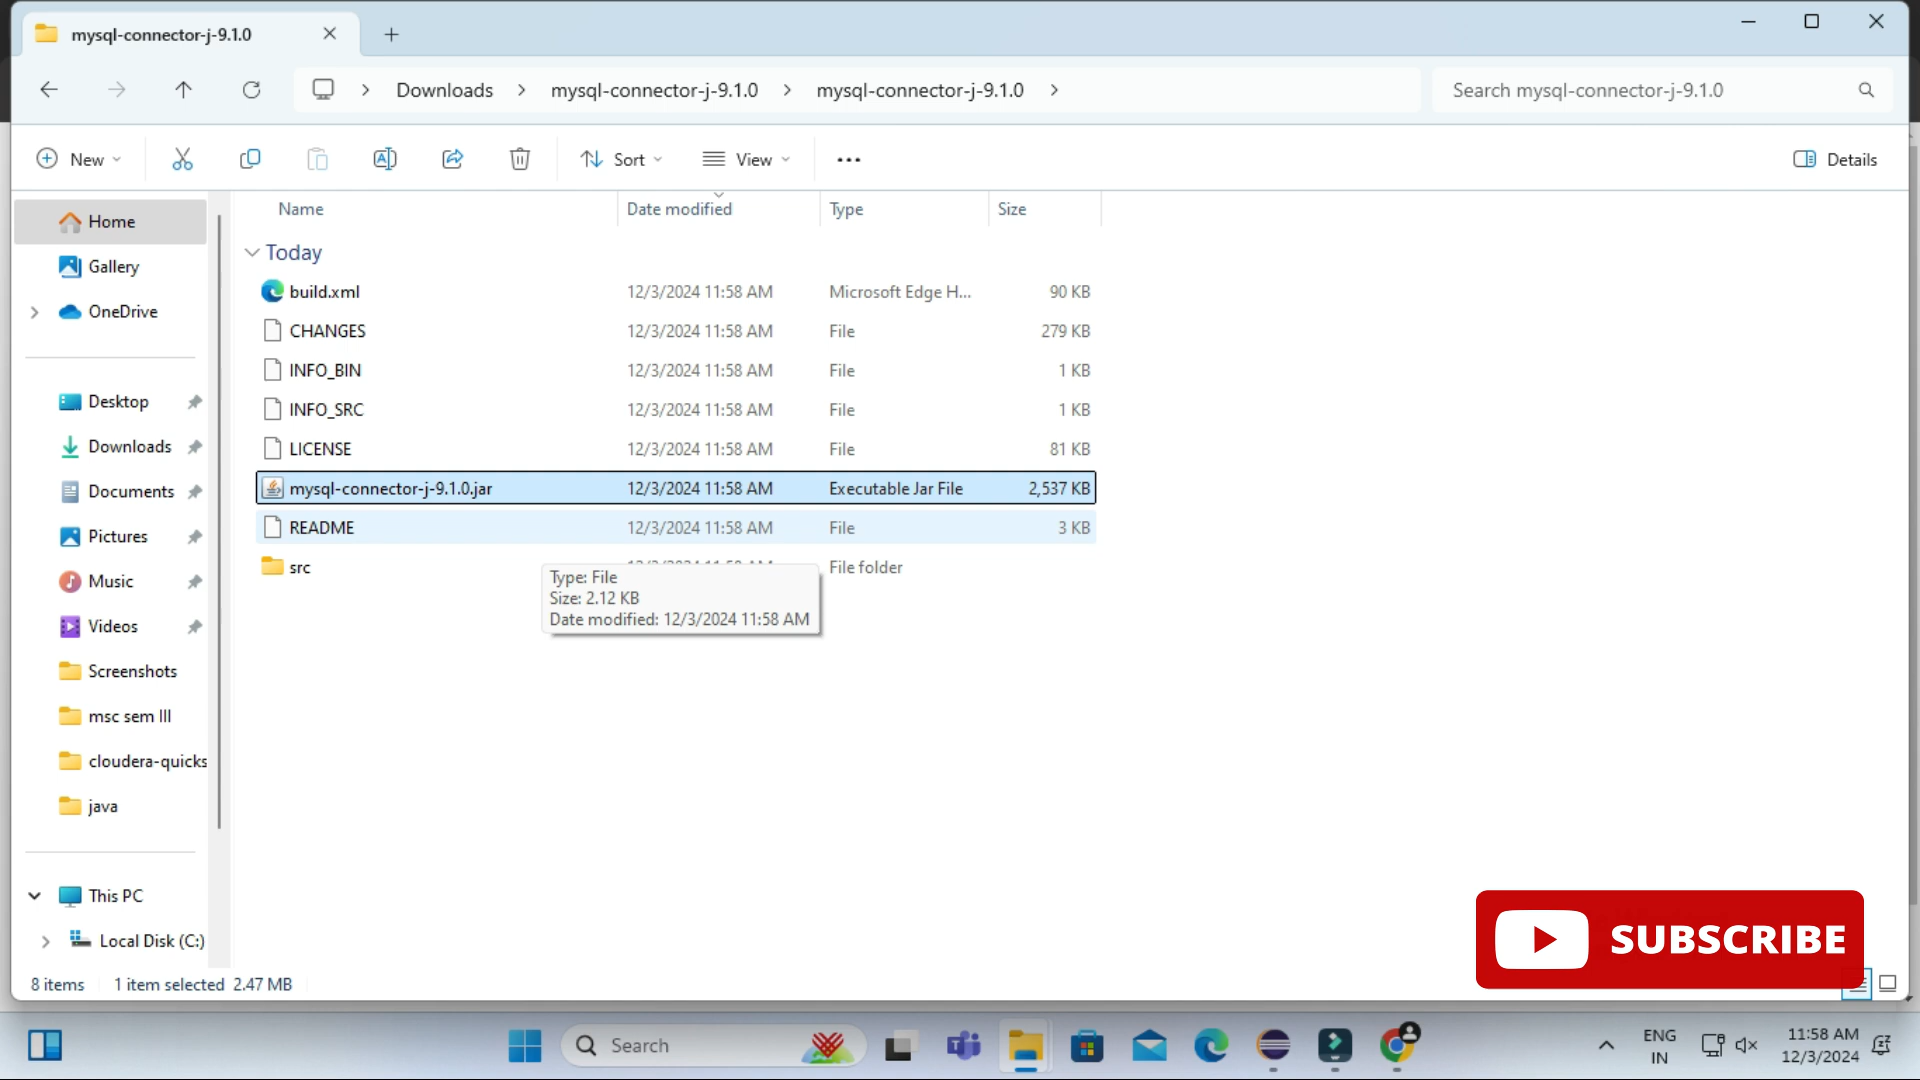 mysql-connector-j-9.1.0
Downloads
mysql-connector-j-9.1.0
mysql-connector-j-9.1.0
Search mysql-connector-j-9.1.0
New
Sort
View
Details
Name
Date modified
Type
Size
Today
build.xml 12/3/2024 11:58 AM Microsoft Edge H... 90 KB
CHANGES 12/3/2024 11:58 AM File 279 KB
INFO_BIN 12/3/2024 11:58 AM File 1 KB
INFO_SRC 12/3/2024 11:58 AM File 1 KB
LICENSE 12/3/2024 11:58 AM File 81 KB
mysql-connector-j-9.1.0.jar 12/3/2024 11:58 AM Executable Jar File 2,537 KB
README 12/3/2024 11:58 AM File 3 KB
src File folder
Type: File
Size: 2.12 KB
Date modified: 12/3/2024 11:58 AM
Home
Gallery
OneDrive
Desktop
Downloads
Documents
Pictures
Music
Videos
Screenshots
msc sem III
cloudera-quicks
java
This PC
Local Disk (C:)
8 items 1 item selected 2.47 MB
SUBSCRIBE
Search
ENG
IN
11:58 AM
12/3/2024